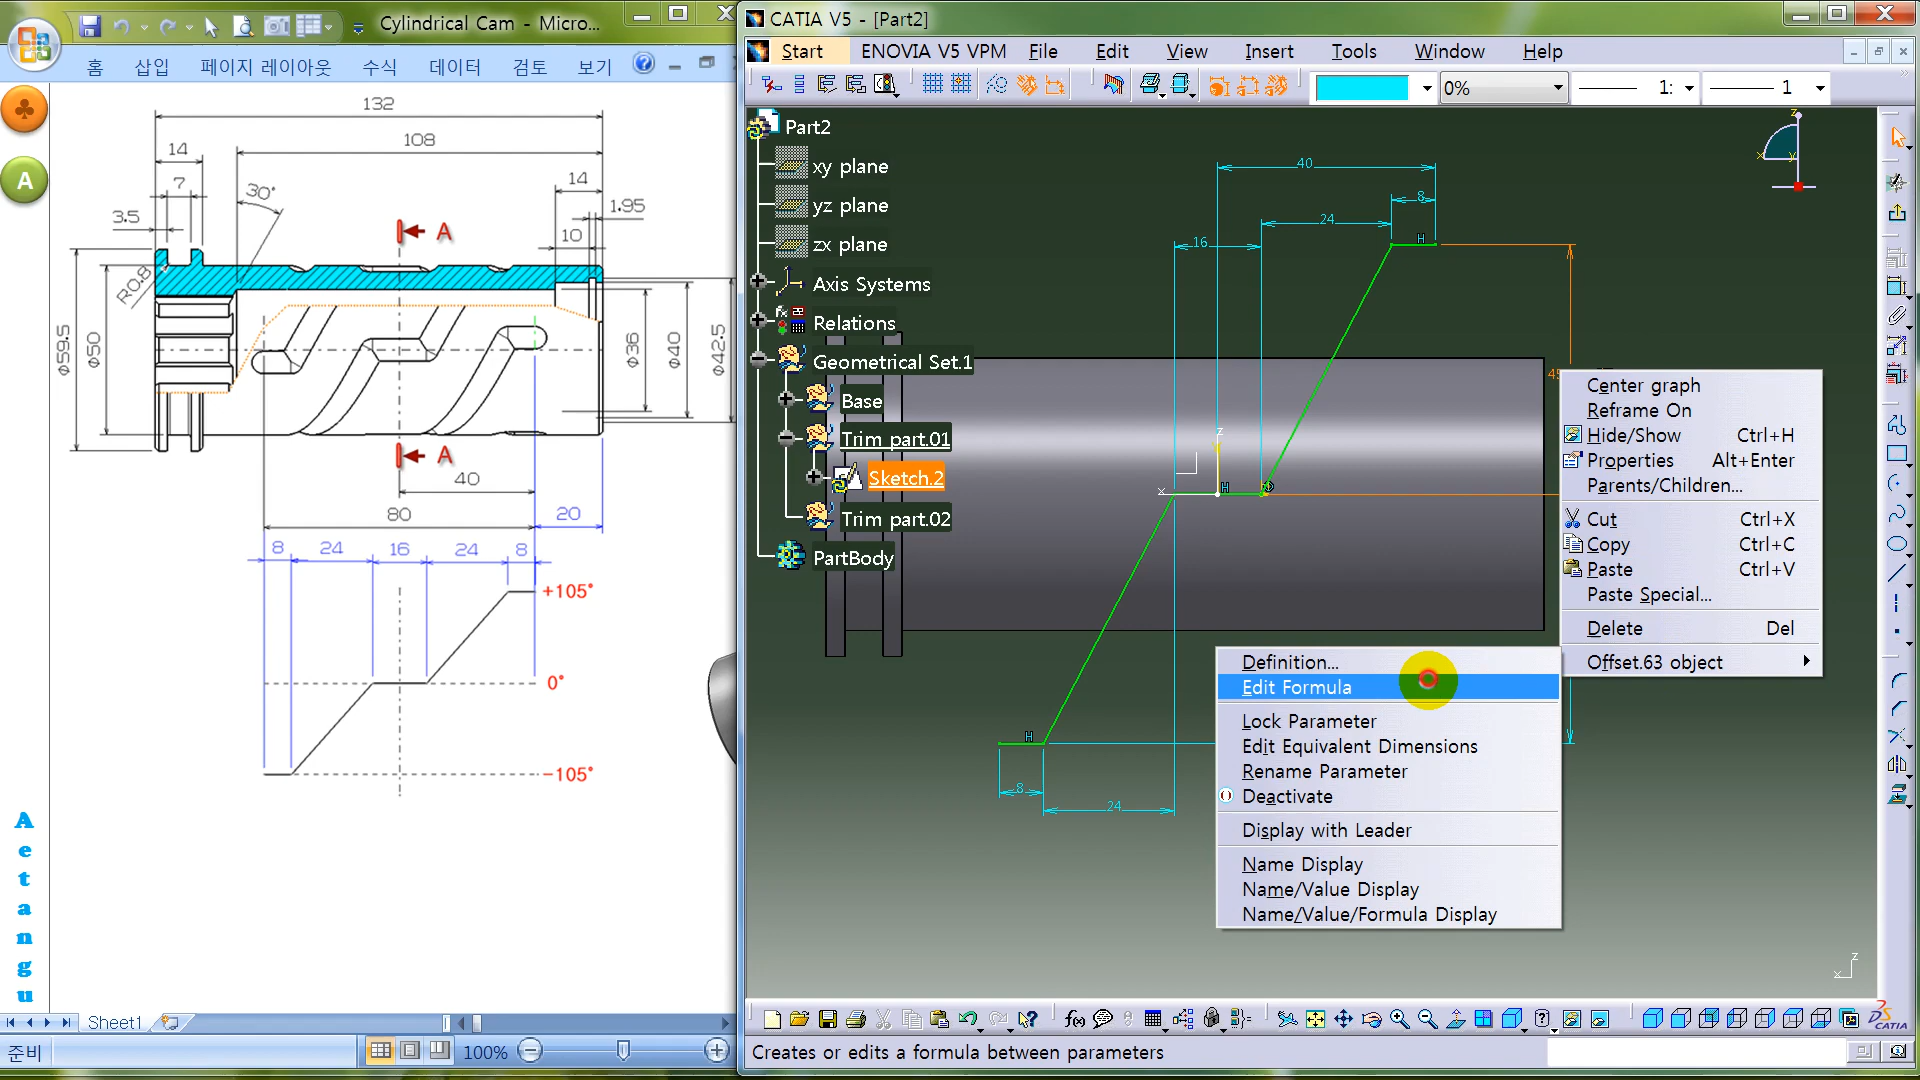 Cylindrical Cam - Micro...
홈
삽입
페이지 레이아웃
수식
데이터
검토
보기
A
132
108
14
14
7
30°
3.5
1.95
10
A
R0.8
Φ59.5
Φ50
Φ36
Φ40
Φ42.5
A
40
80
20
8
24
16
24
8
+105°
0°
-105°
A
e
t
a
n
g
u
Sheet1
준비
100%
CATIA V5 - [Part2]
Start
ENOVIA V5 VPM
File
Edit
View
Insert
Tools
Window
Help
0%
1:
1
Part2
xy plane
yz plane
zx plane
Axis Systems
Relations
Geometrical Set.1
Base
Trim part.01
Sketch.2
Trim part.02
PartBody
40
8
24
16
H
z
x
H
H
8
24
z
x
y
Center graph
Reframe On
Hide/Show Ctrl+H
Properties Alt+Enter
Parents/Children...
Cut Ctrl+X
Copy Ctrl+C
Paste Ctrl+V
Paste Special...
Delete Del
Offset.63 object
Definition...
Edit Formula
Lock Parameter
Edit Equivalent Dimensions
Rename Parameter
Deactivate
Display with Leader
Name Display
Name/Value Display
Name/Value/Formula Display
z
x
CATIA
Creates or edits a formula between parameters